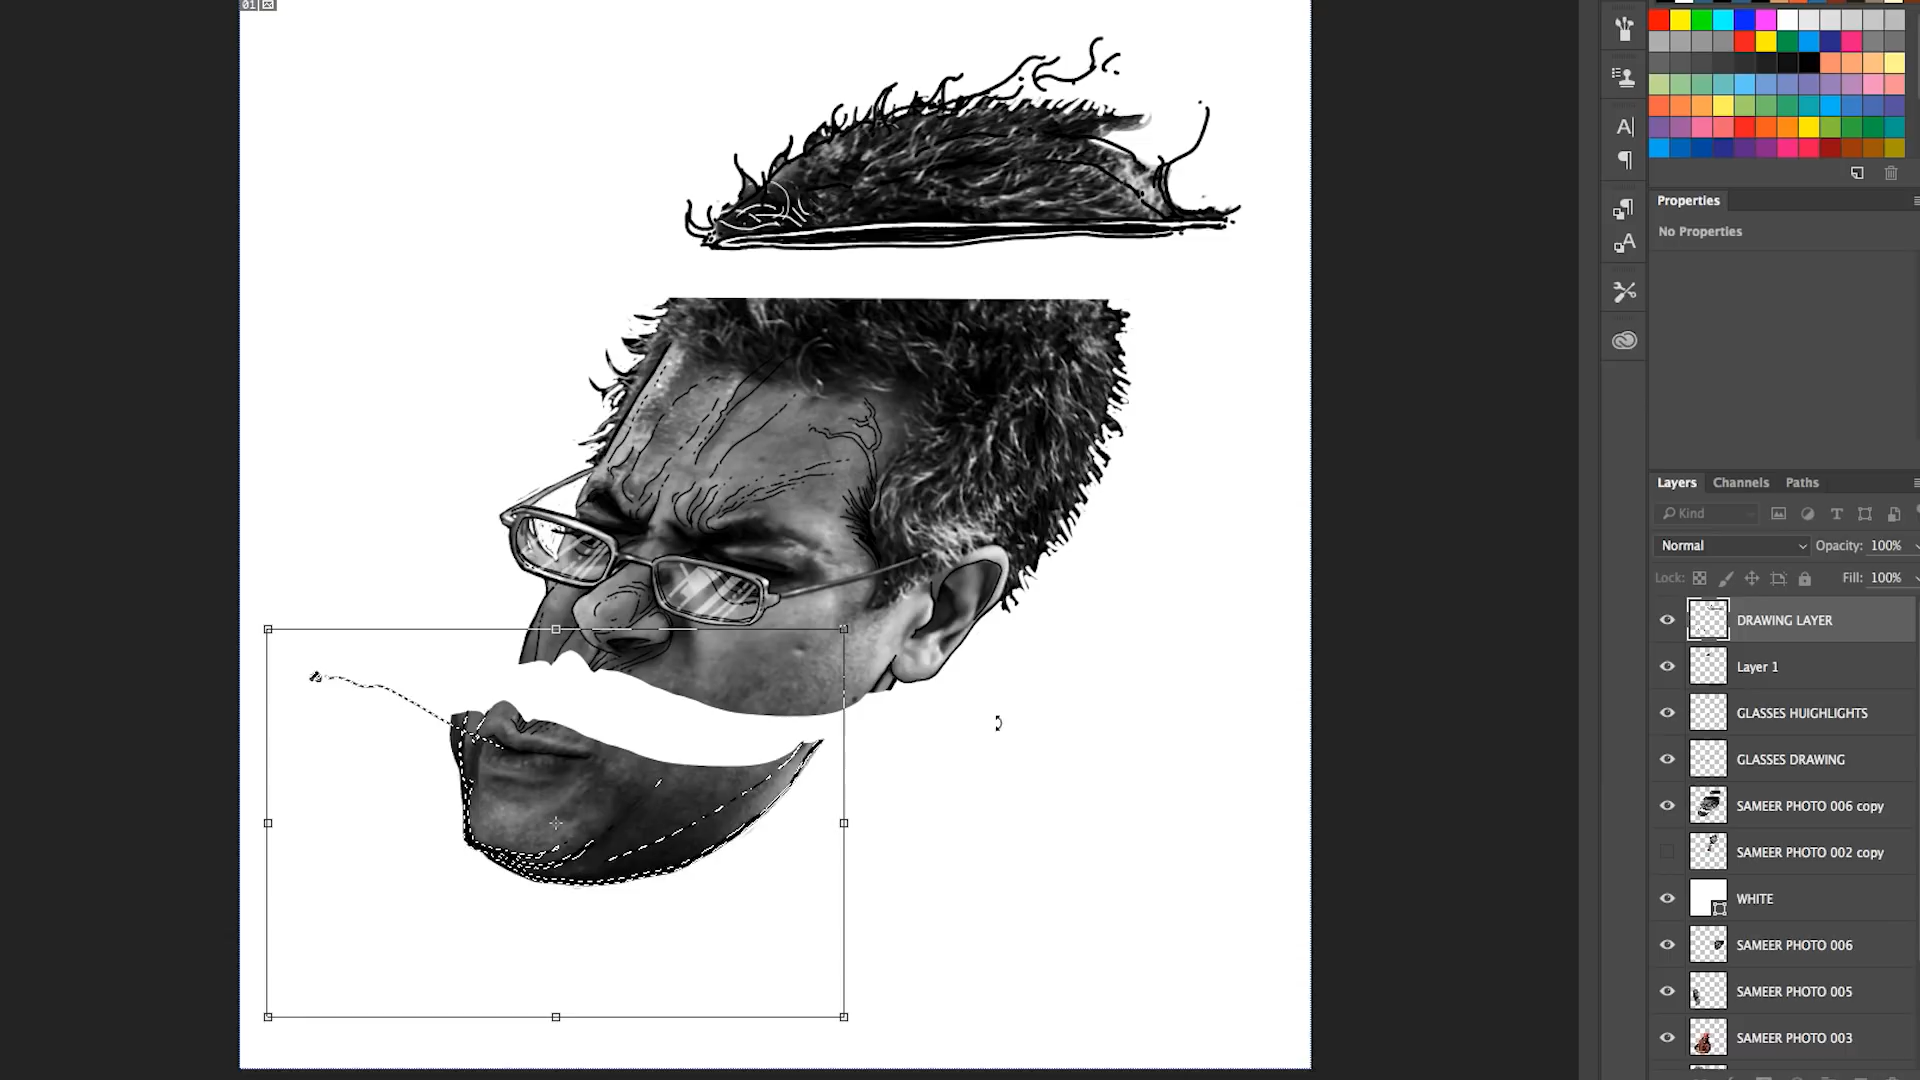 01
Properties
No Properties
Layers Channels Paths
Kind
Normal Opacity: 100%
Lock: Fill: 100%
DRAWING LAYER
Layer 1
GLASSES HUIGHLIGHTS
GLASSES DRAWING
SAMEER PHOTO 006 copy
SAMEER PHOTO 002 copy
WHITE
SAMEER PHOTO 006
SAMEER PHOTO 005
SAMEER PHOTO 003